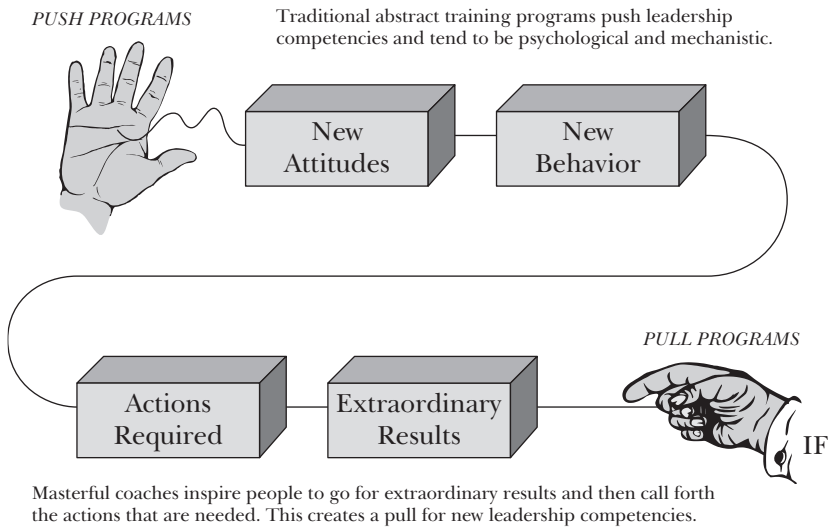 PUSH PROGRAMS
Traditional abstract training programs push leadership
competencies and tend to be psychological and mechanistic.
New
Attitudes
New
Behavior
PULL PROGRAMS
Actions
Required
Extraordinary
Results
IF
Masterful coaches inspire people to go for extraordinary results and then call forth
the actions that are needed. This creates a pull for new leadership competencies.